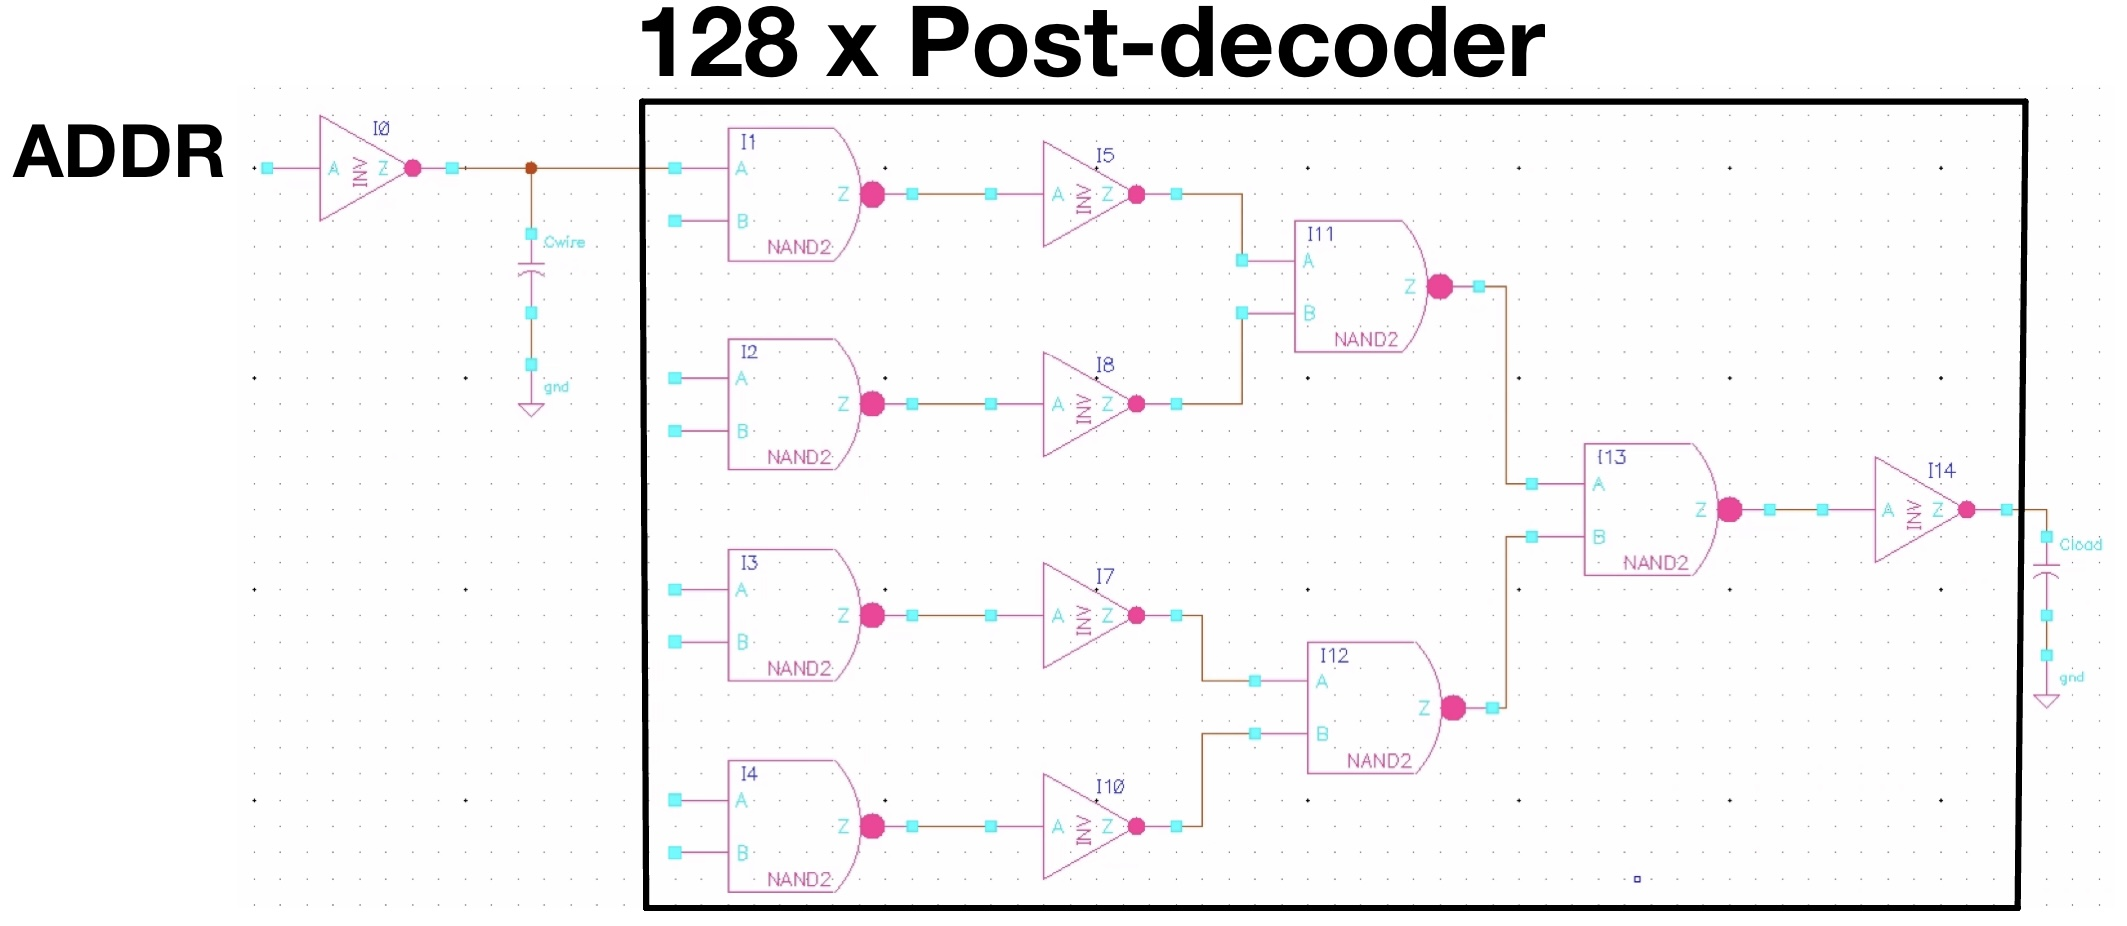 128 x Post-decoder
ADDR
I0
A INV Z
Cwire
gnd
I1
A
B
Z
NAND2
I5
A INV Z
I2
A
B
Z
NAND2
I8
A INV Z
I11
A
B
Z
NAND2
I3
A
B
Z
NAND2
I7
A INV Z
I4
A
B
Z
NAND2
I10
A INV Z
I12
A
B
Z
NAND2
I13
A
B
Z
NAND2
I14
A INV Z
Cload
gnd